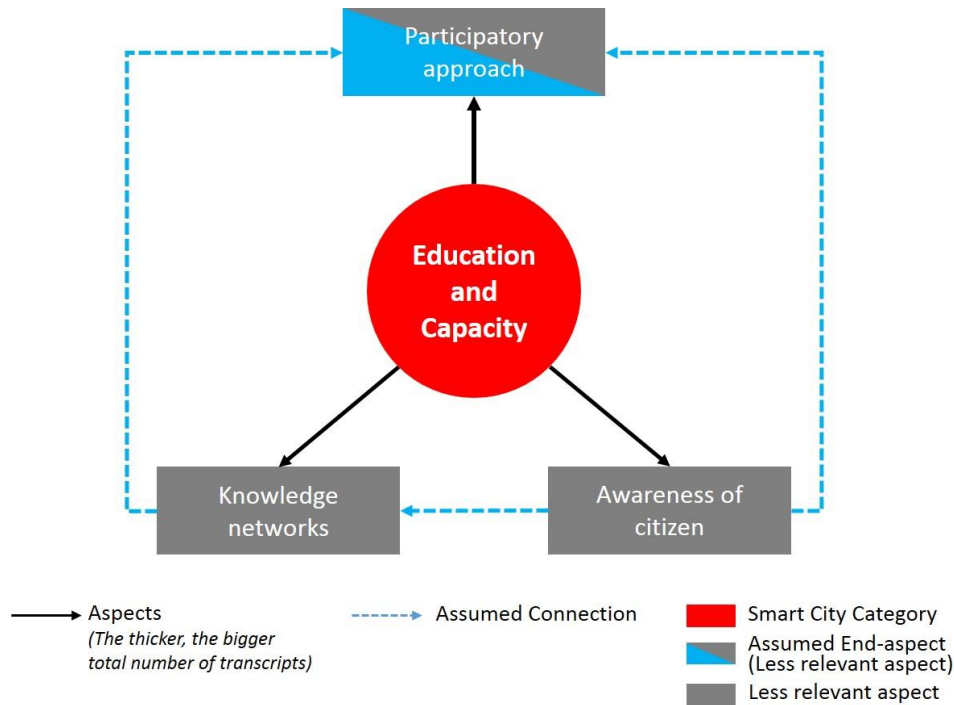 Participatory
approach
Education
and
Capacity
Knowledge
networks
Awareness of
citizen
Aspects
(The thicker, the bigger
total number of transcripts)
Assumed Connection
Smart City Category
Assumed End-aspect
(Less relevant aspect)
Less relevant aspect